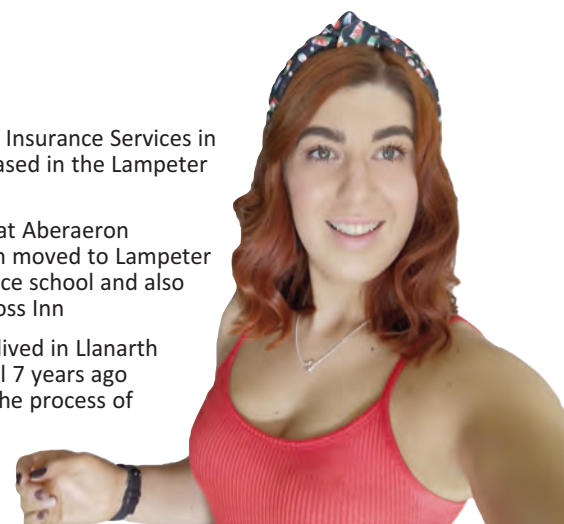 Insurance Services in
ased in the Lampeter
at Aberaeron
n moved to Lampeter
ce school and also
oss Inn
lived in Llanarth
l 7 years ago
he process of